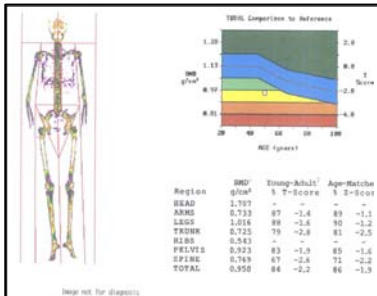 TOTAL Comparison to Reference
BMD
g/cm²
T
Score
1.28
1.13
0.97
0.81
2.0
0.0
-2.0
-4.0
20
40
60
80
100
AGE (years)
BMD¹ Young-Adult² Age-Matched
Region g/cm² % T-Score % Z-Score
HEAD 1.797 - - - -
ARMS 0.733 87 -1.4 89 -1.1
LEGS 1.016 88 -1.6 90 -1.2
TRUNK 0.725 79 -2.8 81 -2.5
RIBS 0.543 - - - -
PELVIS 0.923 83 -1.9 85 -1.6
SPINE 0.769 67 -2.6 71 -2.2
TOTAL 0.950 84 -2.2 86 -1.9
Image not for diagnosis